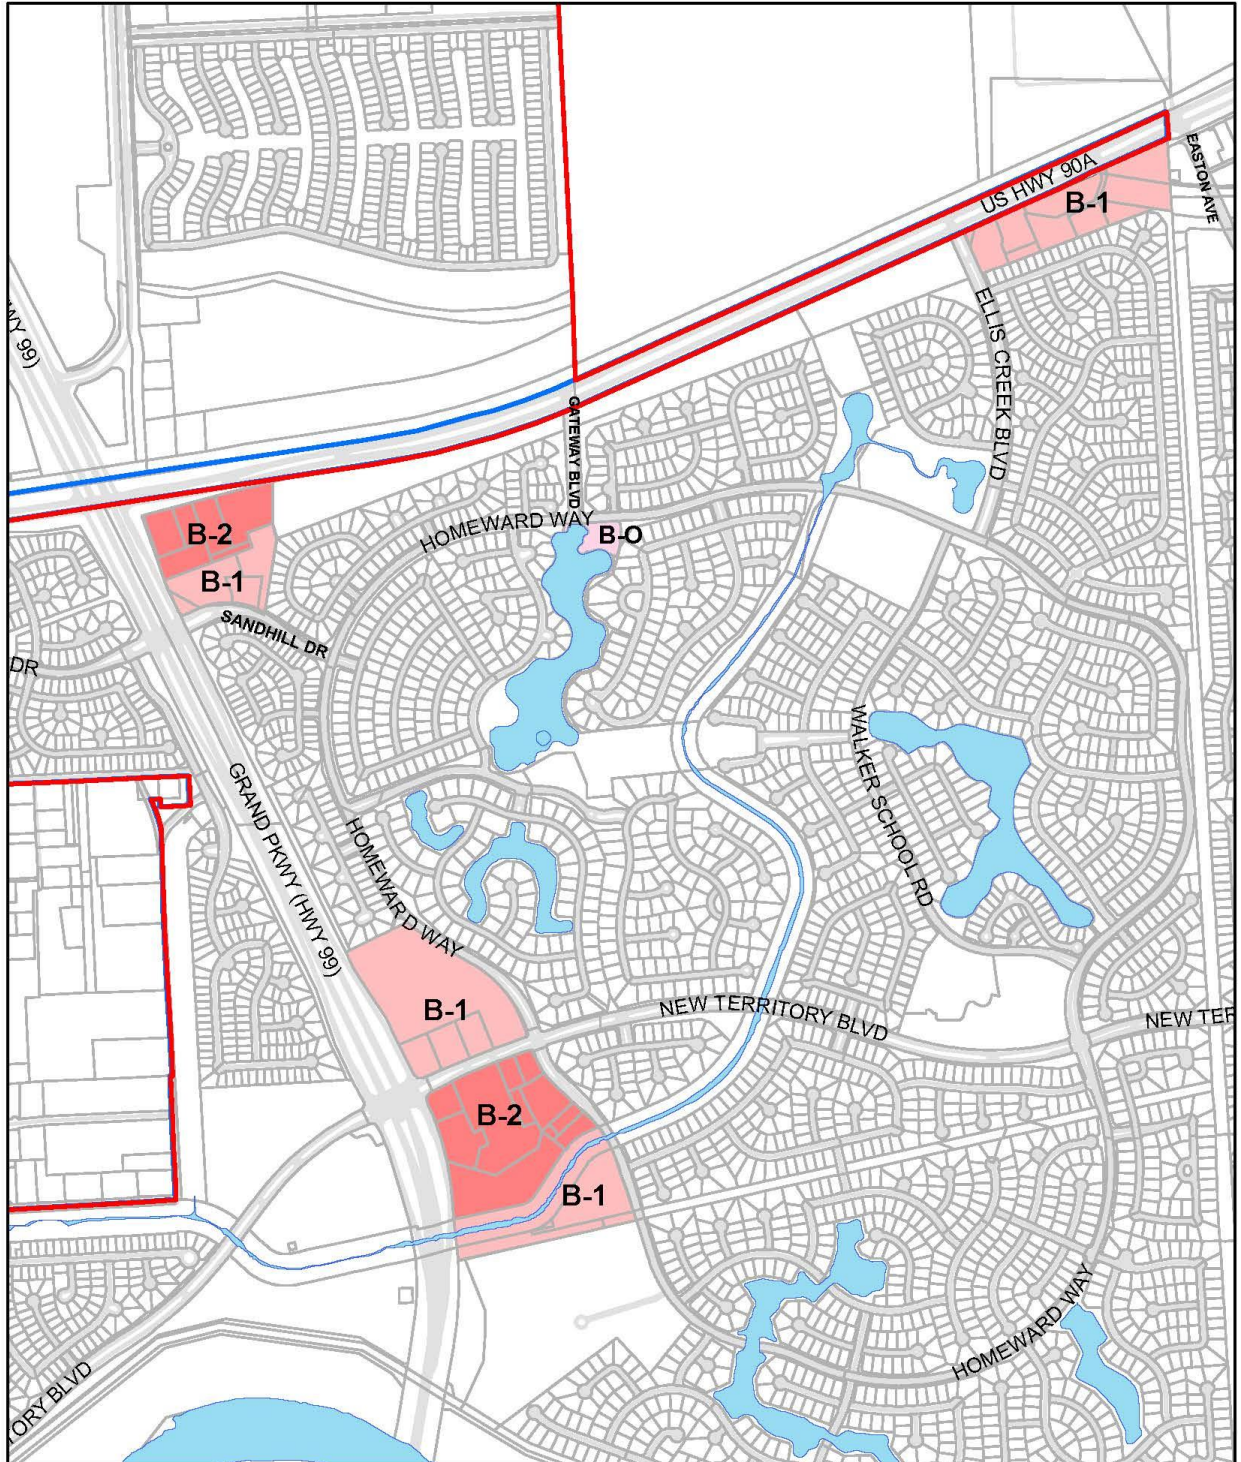 US HWY 90A
EASTON AVE
B-1
ELLIS CREEK BLVD
WY 99)
GATEWAY BLVD
HOMEWARD WAY
B-O
B-2
B-1
SANDHILL DR
DR
WALKER SCHOOL RD
GRAND PKWY (HWY 99)
HOMEWARD WAY
B-1
NEW TERRITORY BLVD
NEW TER
B-2
B-1
HOMEWARD WAY
TORY BLVD